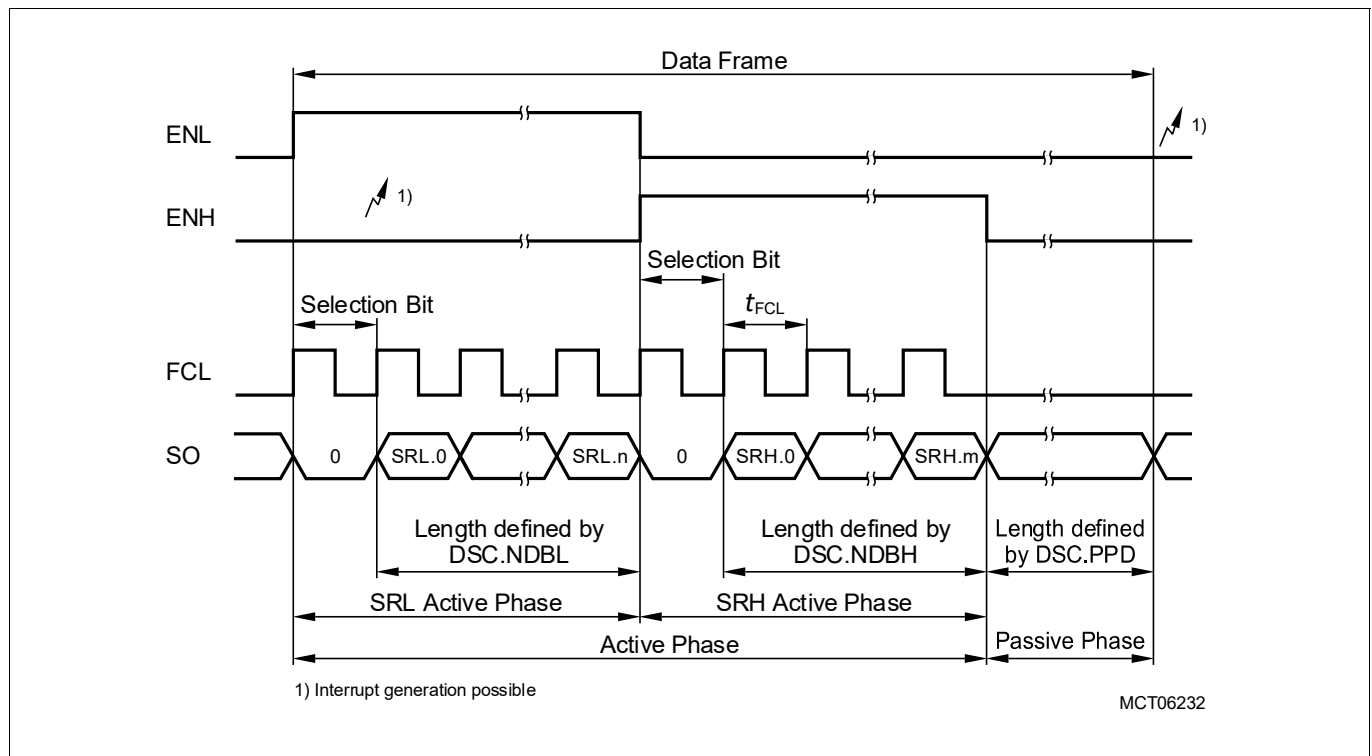 Data Frame
ENL
1)
1)
ENH
Selection Bit
Selection Bit
tFCL
FCL
SO
0
SRL.0
SRL.n
0
SRH.0
SRH.m
Length defined by
DSC.NDBL
Length defined by
DSC.NDBH
Length defined
by DSC.PPD
SRL Active Phase
SRH Active Phase
Active Phase
Passive Phase
1) Interrupt generation possible
MCT06232